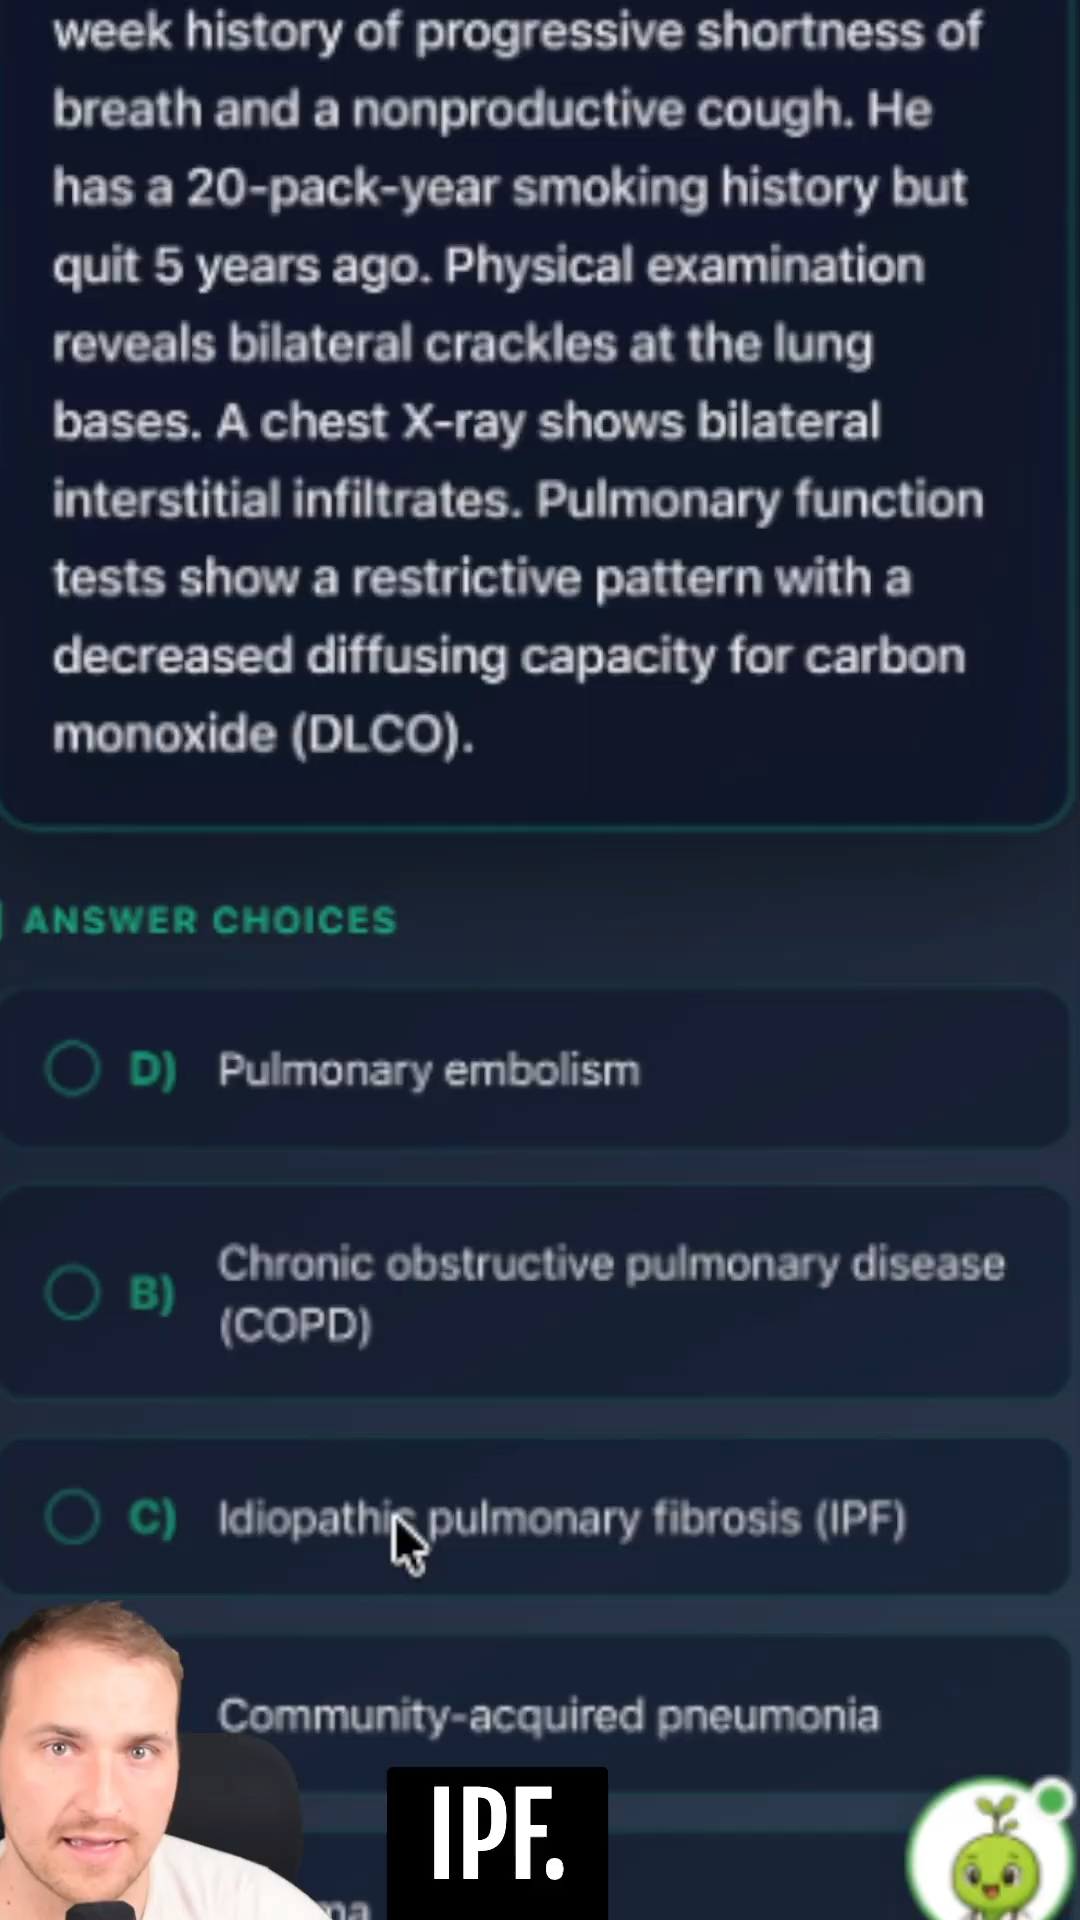 week history of progressive shortness of
breath and a nonproductive cough. He
has a 20-pack-year smoking history but
quit 5 years ago. Physical examination
reveals bilateral crackles at the lung
bases. A chest X-ray shows bilateral
interstitial infiltrates. Pulmonary function
tests show a restrictive pattern with a
decreased diffusing capacity for carbon
monoxide (DLCO).
ANSWER CHOICES
D) Pulmonary embolism
B) Chronic obstructive pulmonary disease
(COPD)
C) Idiopathic pulmonary fibrosis (IPF)
Community-acquired pneumonia
IPF.